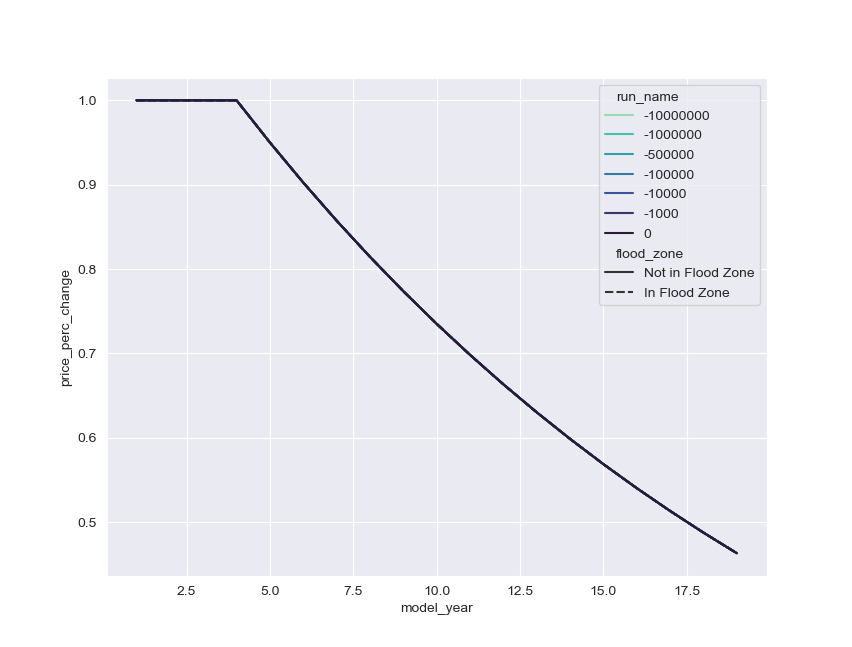 run_name
-10000000
-1000000
-500000
-100000
-10000
-1000
0
flood_zone
Not in Flood Zone
In Flood Zone
price_perc_change
1.0
0.9
0.8
0.7
0.6
0.5
2.5 5.0 7.5 10.0 12.5 15.0 17.5
model_year